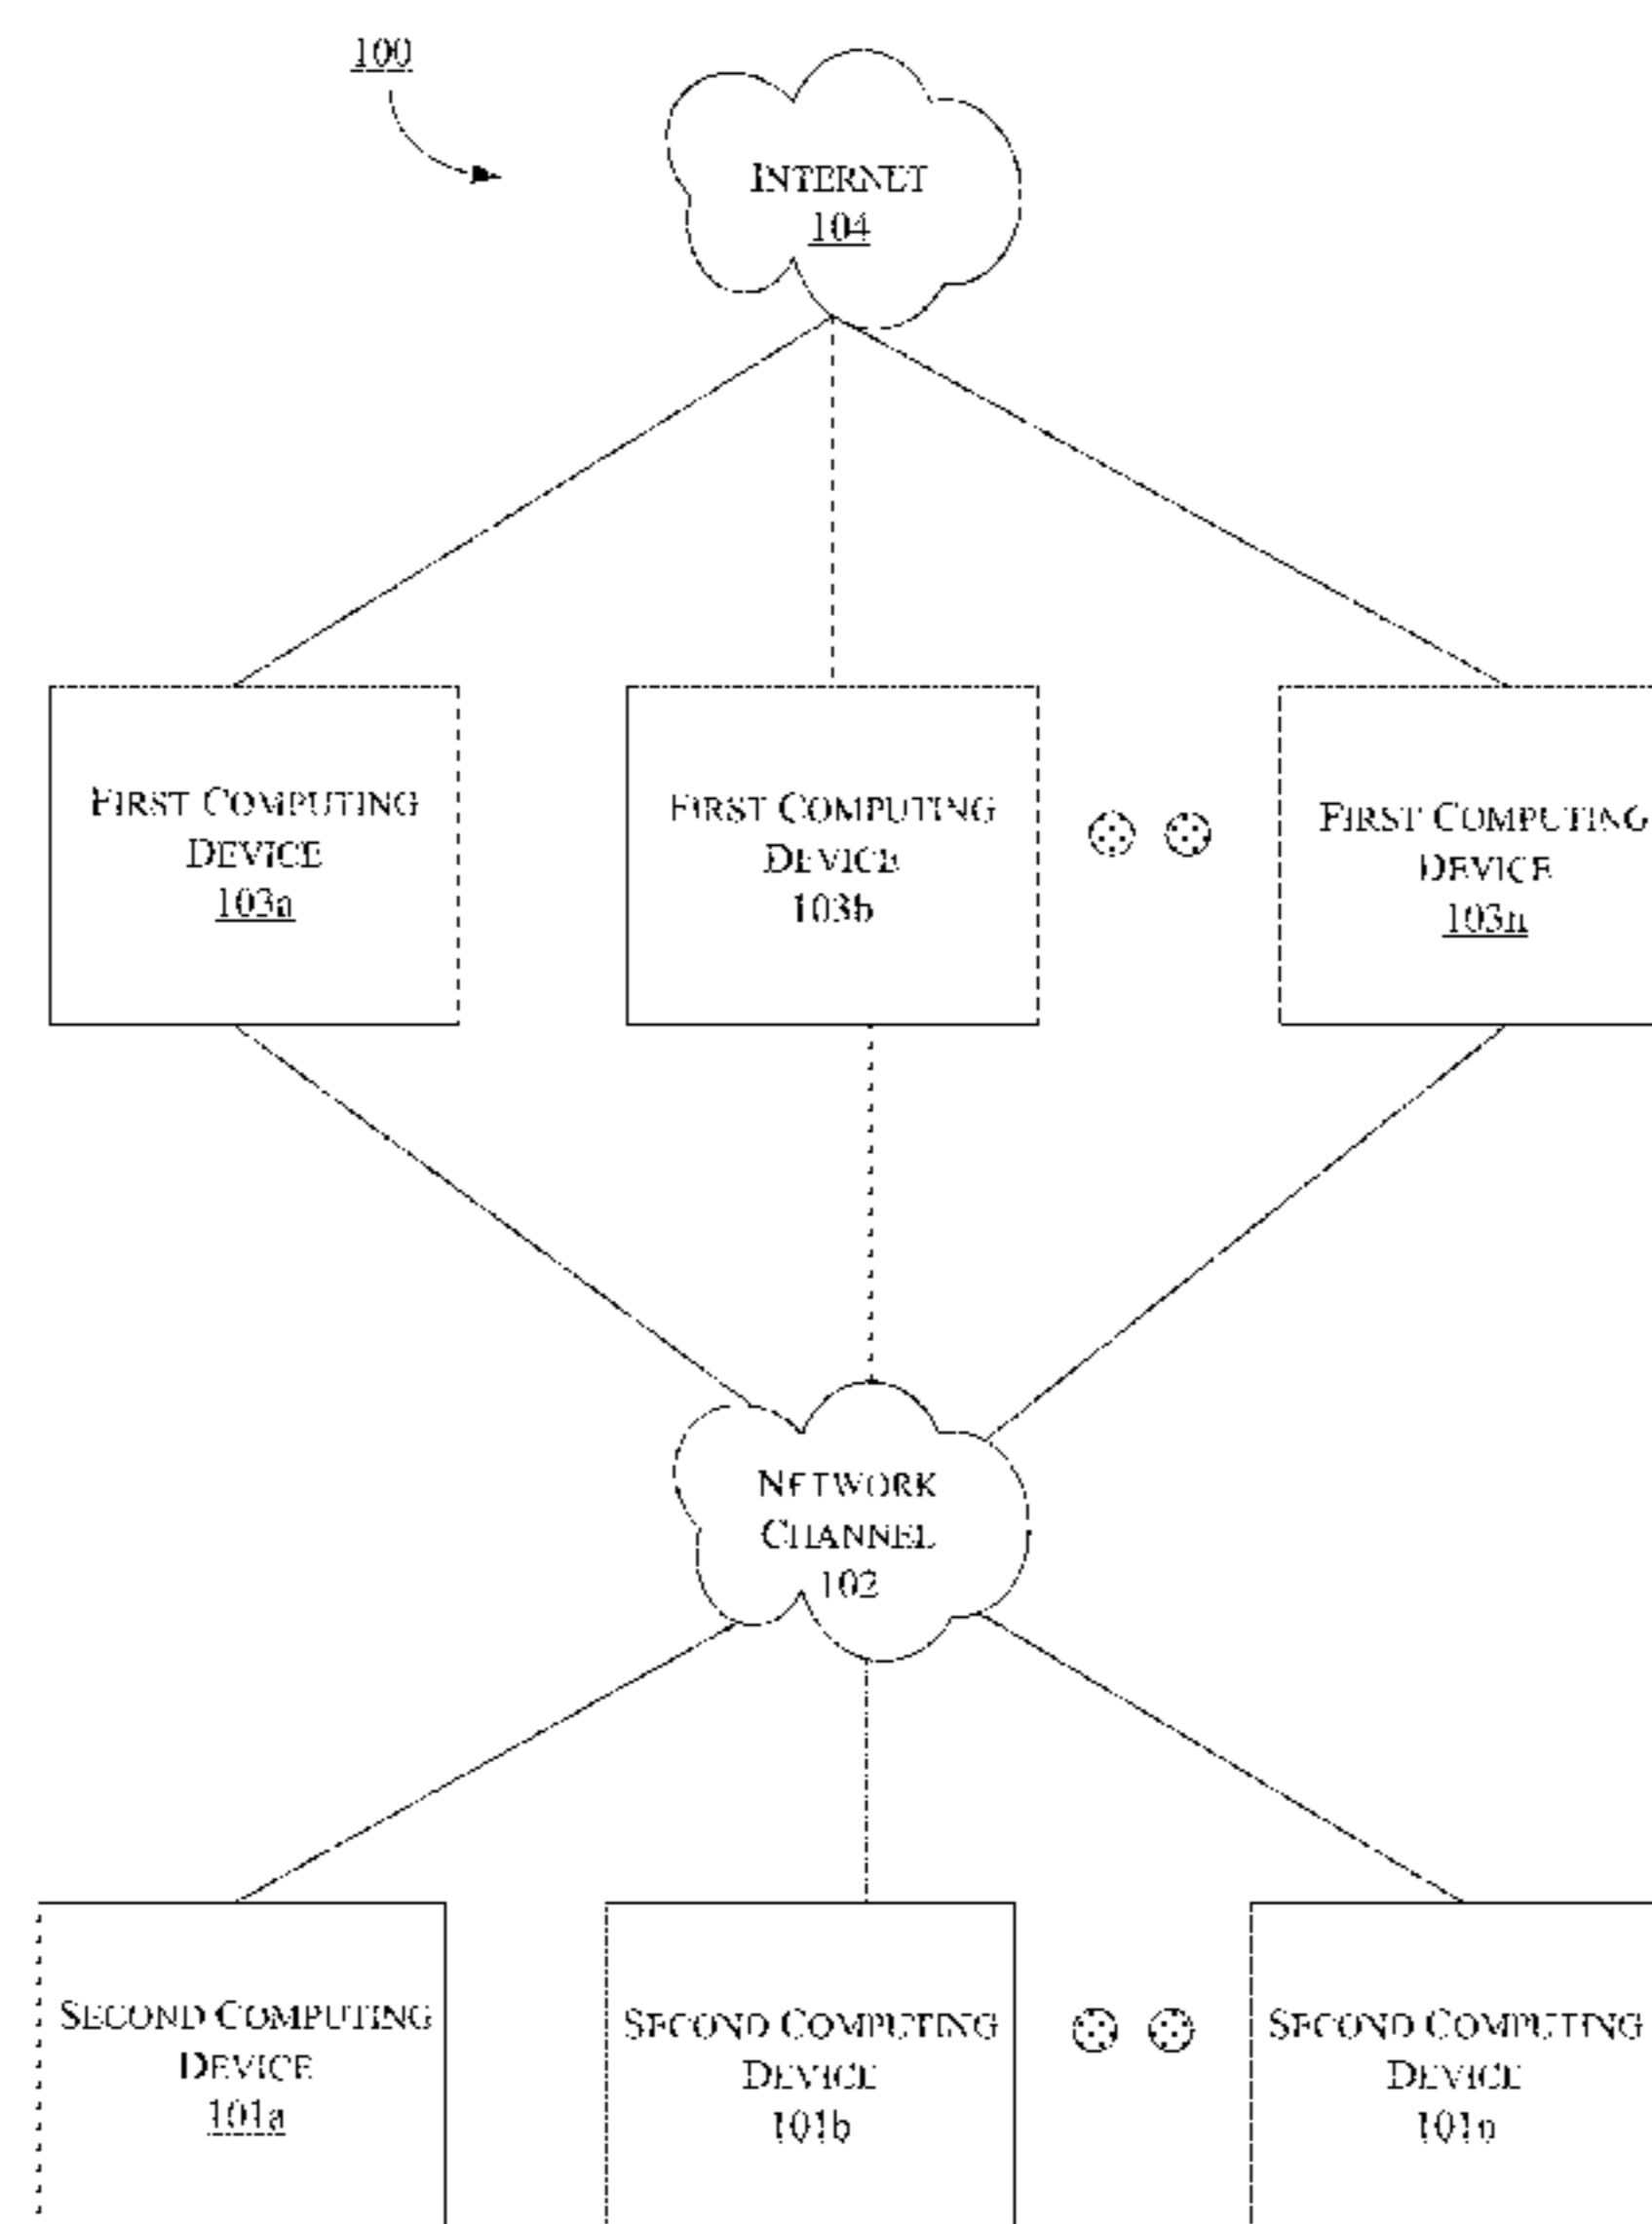 100
INTERNET
104
FIRST COMPUTING
DEVICE
103a
FIRST COMPUTING
DEVICE
103b
FIRST COMPUTING
DEVICE
103n
NETWORK
CHANNEL
102
SECOND COMPUTING
DEVICE
101a
SECOND COMPUTING
DEVICE
101b
SECOND COMPUTING
DEVICE
101n